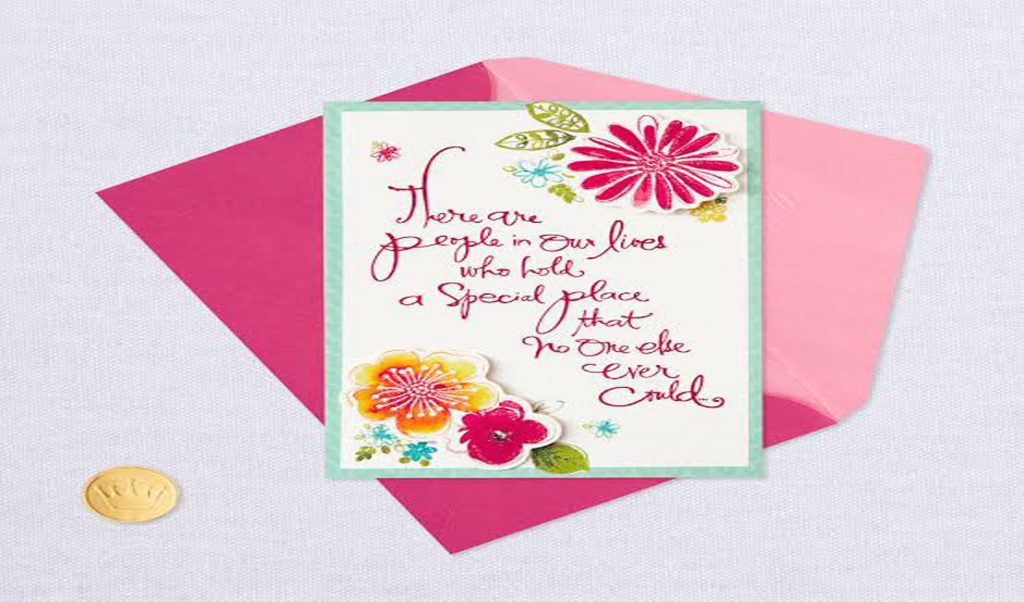 There are
people in our lives
who hold
a Special place
that
No One else
ever
Could...